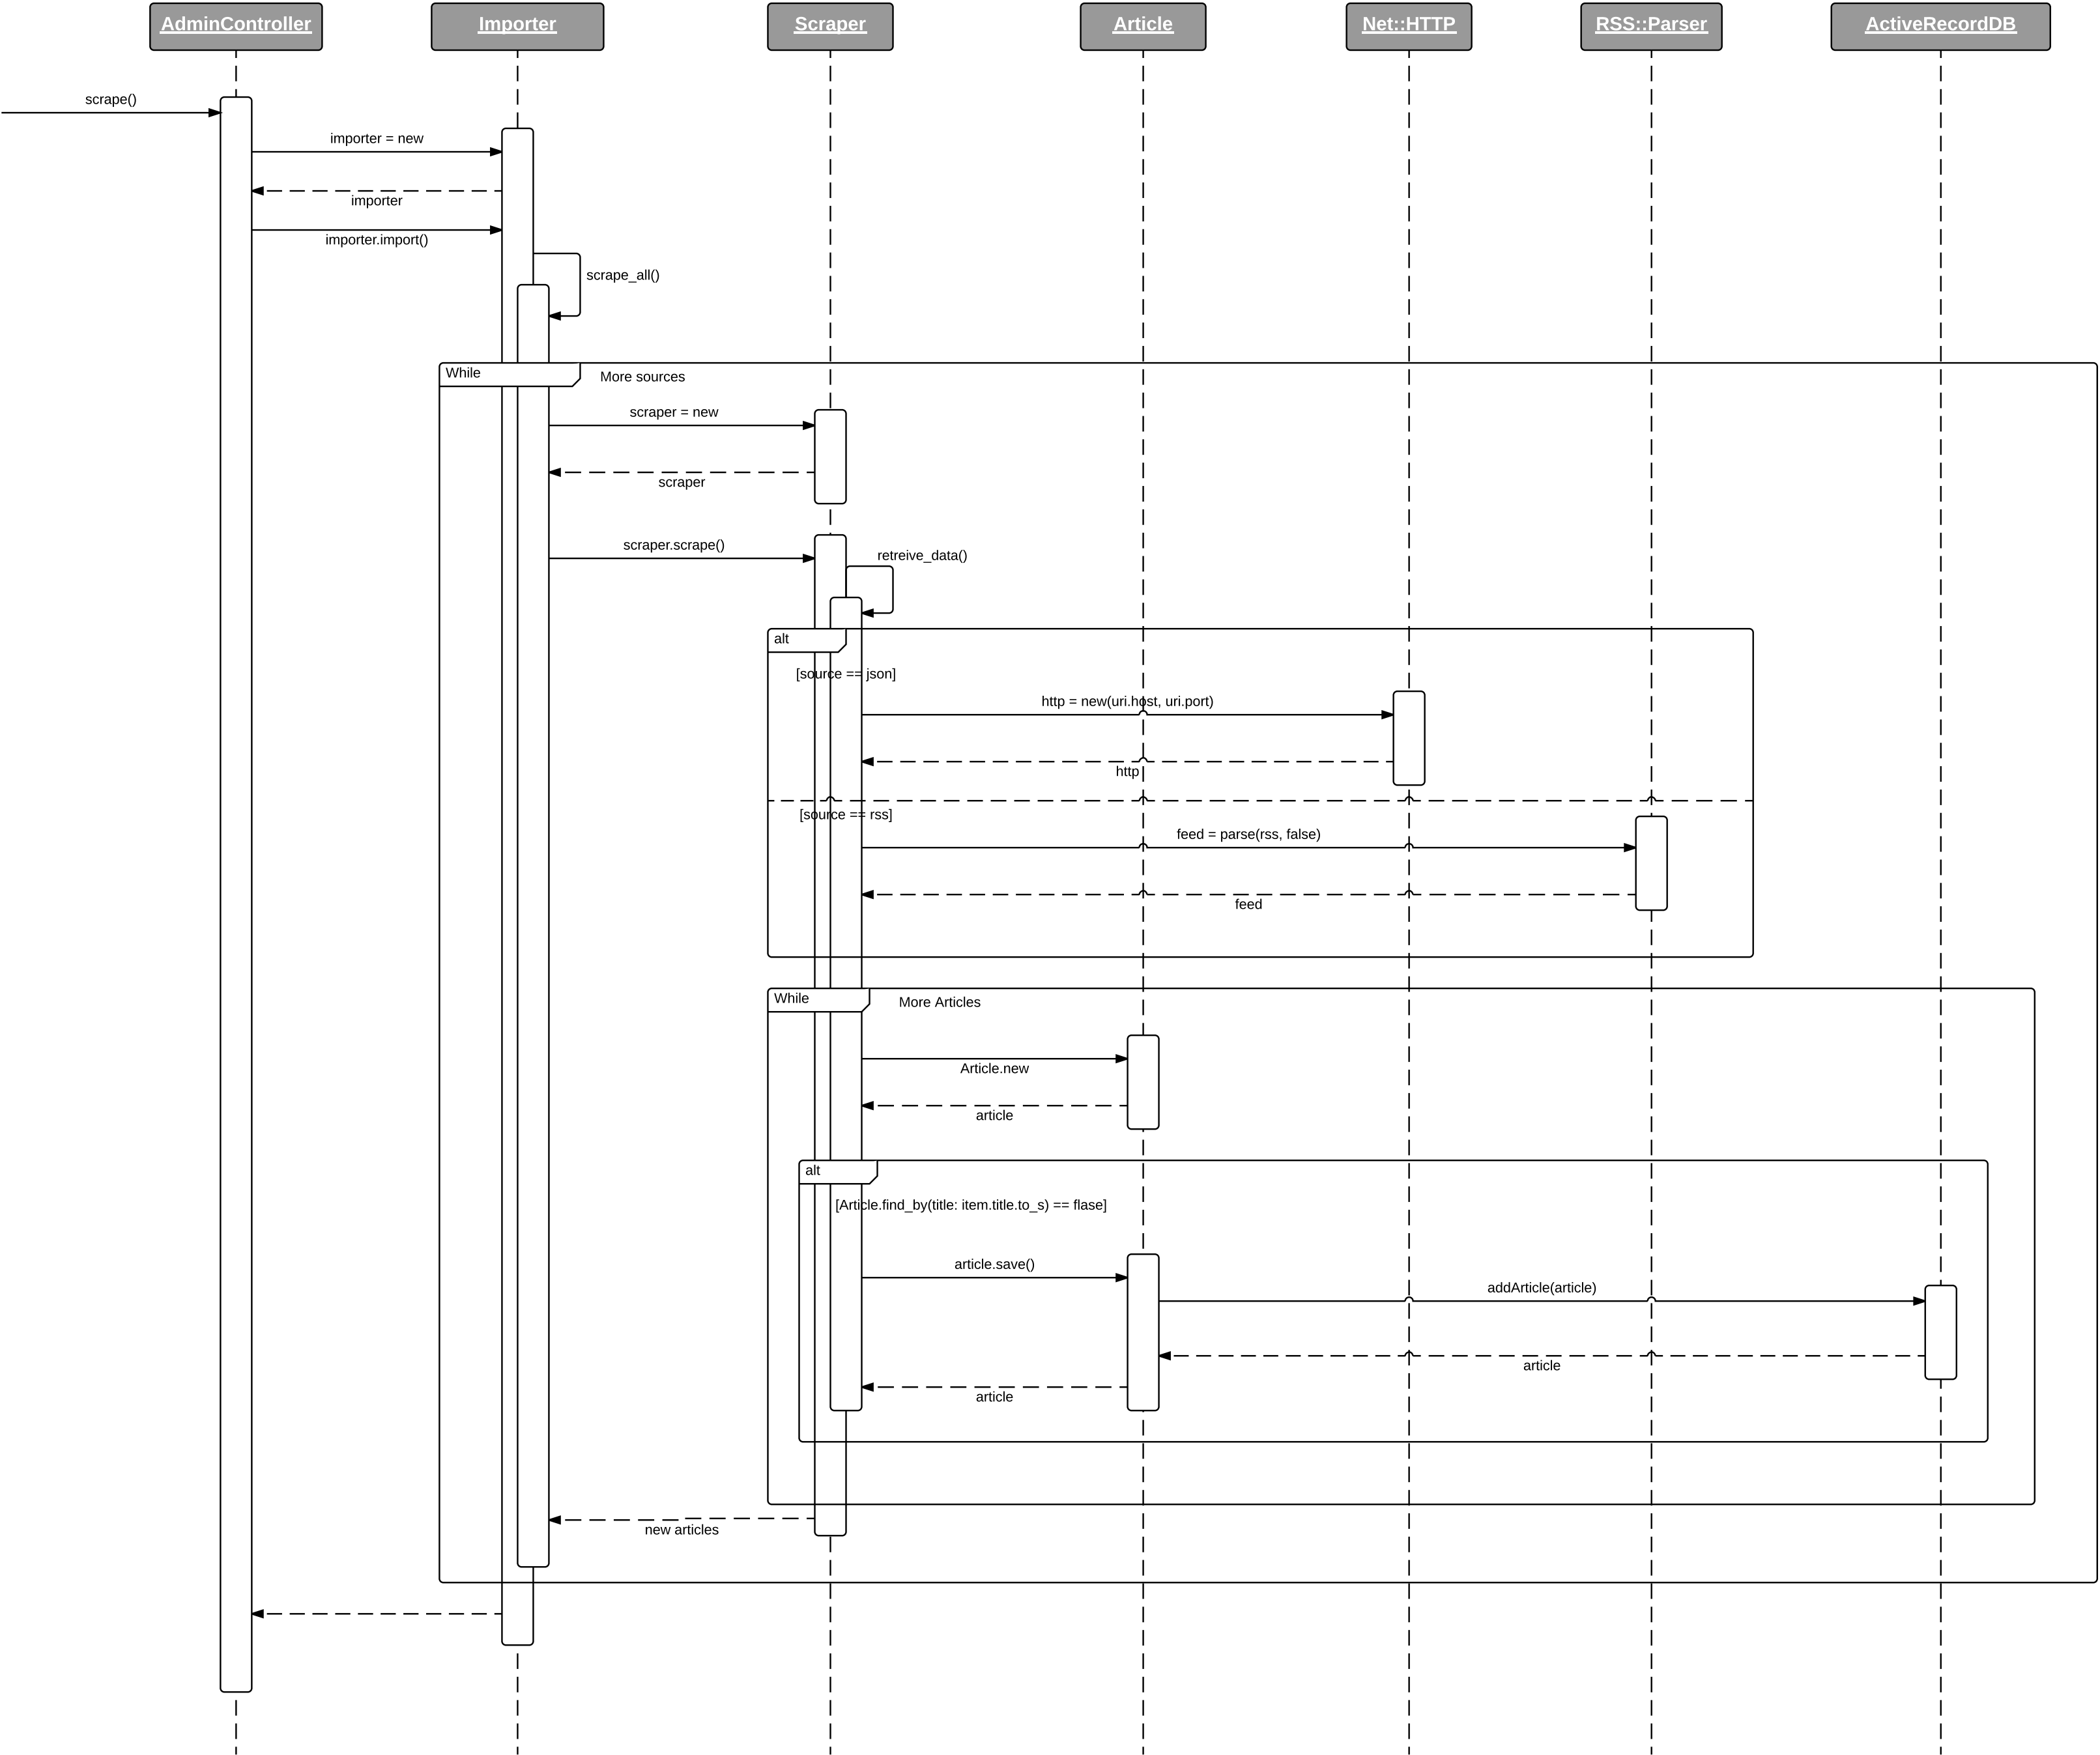 AdminController
Importer
Scraper
Article
Net::HTTP
RSS::Parser
ActiveRecordDB
scrape()
importer = new
importer
importer.import()
scrape_all()
While
More sources
scraper = new
scraper
scraper.scrape()
retreive_data()
alt
[source == json]
http = new(uri.host, uri.port)
http
[source == rss]
feed = parse(rss, false)
feed
While
More Articles
Article.new
article
alt
[Article.find_by(title: item.title.to_s) == flase]
article.save()
addArticle(article)
article
article
new articles